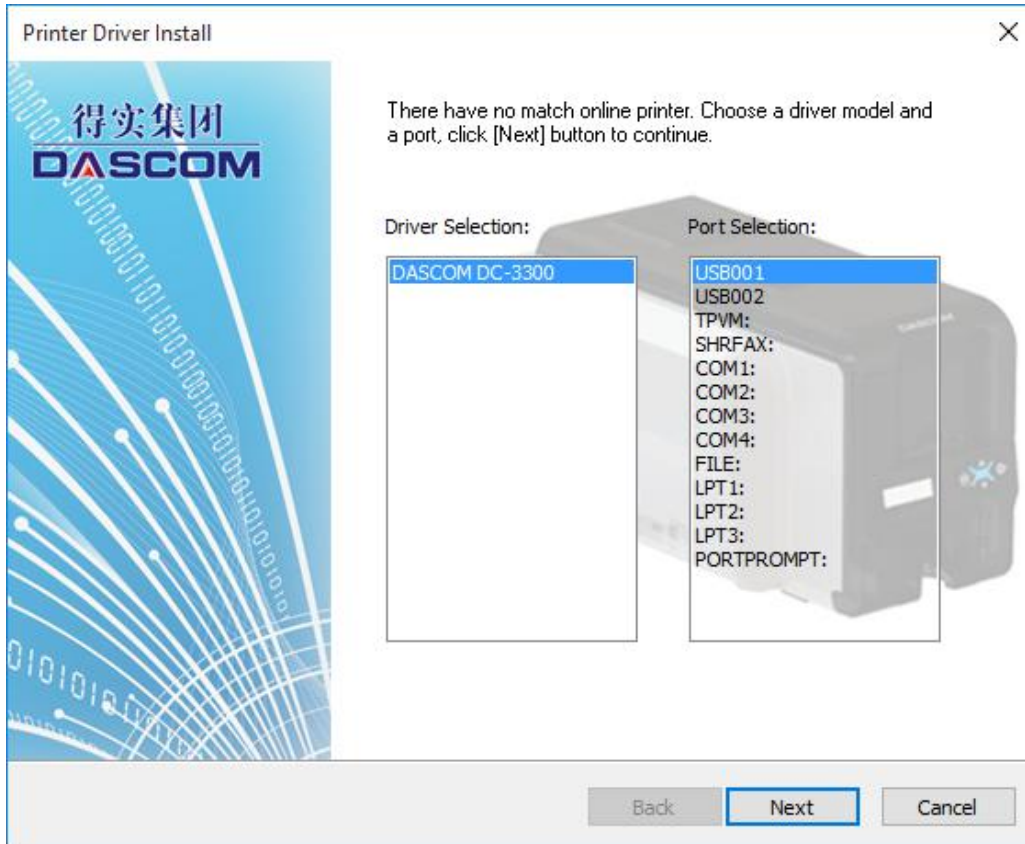 Printer Driver Install
得实集团
DASCOM
There have no match online printer. Choose a driver model and
a port, click [Next] button to continue.
Driver Selection:
DASCOM DC-3300
Port Selection:
USB001
USB002
TPVM:
SHRFAX:
COM1:
COM2:
COM3:
COM4:
FILE:
LPT1:
LPT2:
LPT3:
PORTPROMPT:
Back
Next
Cancel